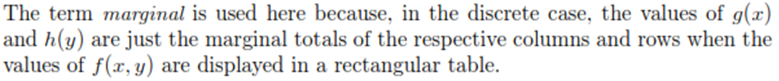 The term marginal is used here because, in the discrete case, the values of g(x)
and h(y) are just the marginal totals of the respective columns and rows when the
values of f(x, y) are displayed in a rectangular table.